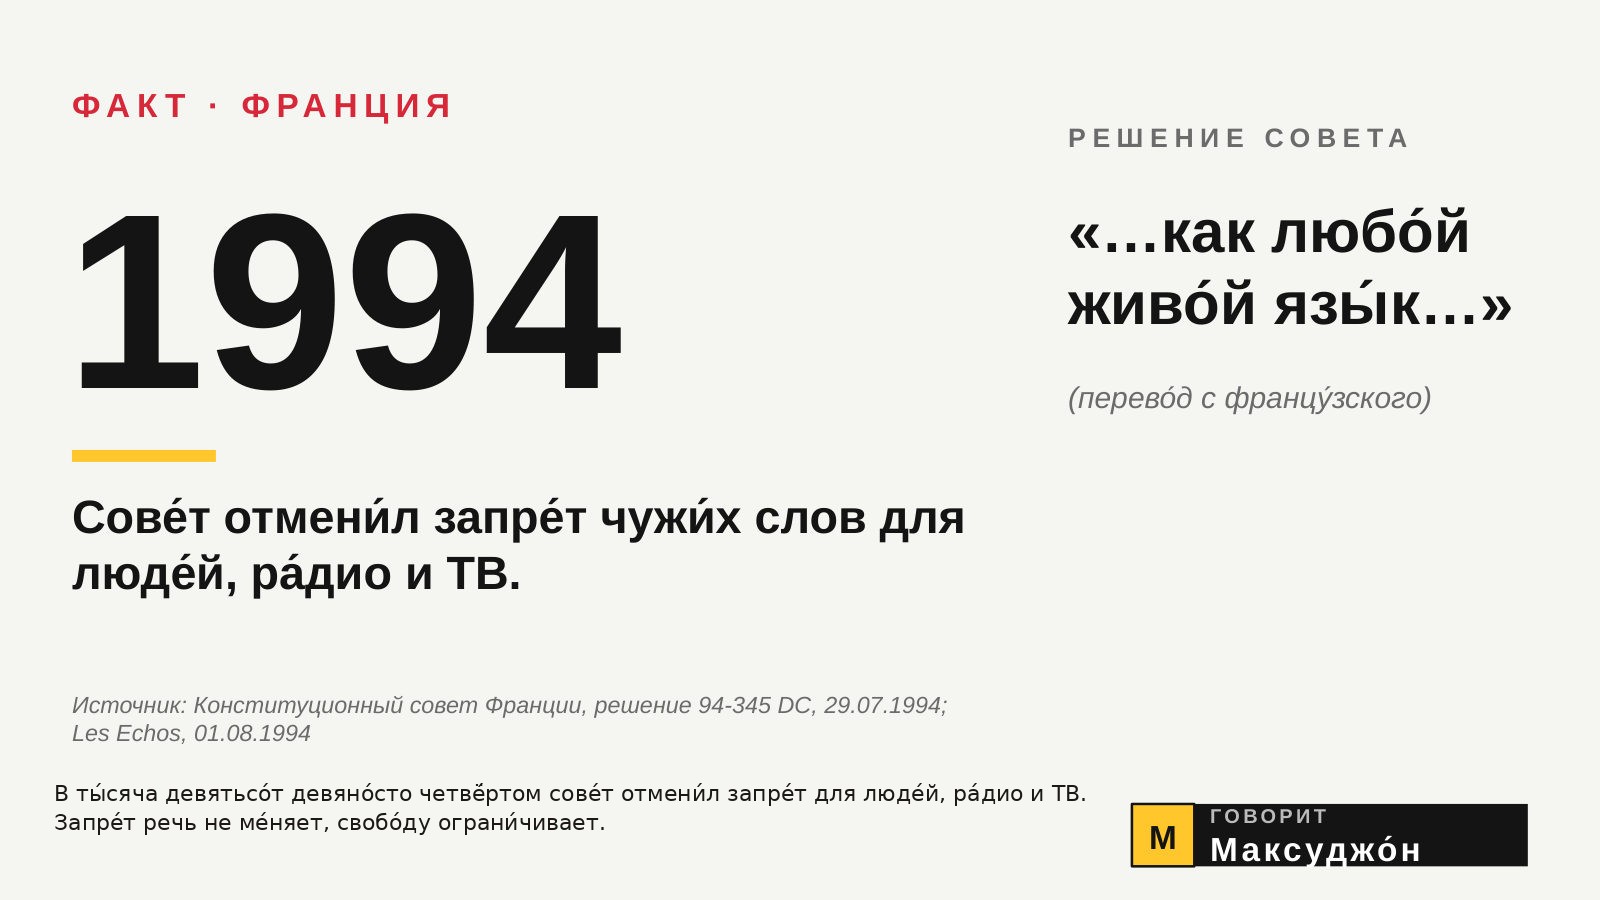 ФАКТ · ФРАНЦИЯ
1994
Сове́т отмени́л запре́т чужи́х слов для
люде́й, ра́дио и ТВ.
Источник: Конституционный совет Франции, решение 94-345 DC, 29.07.1994;
Les Echos, 01.08.1994
РЕШЕНИЕ СОВЕТА
«…как любо́й
живо́й язы́к…»
(перево́д с францу́зского)
В ты́сяча девятьсо́т девяно́сто четвё́ртом сове́т отмени́л запре́т для люде́й, ра́дио и ТВ.
Запре́т речь не ме́няет, свобо́ду ограни́чивает.
М
ГОВОРИТ
Максуджо́н